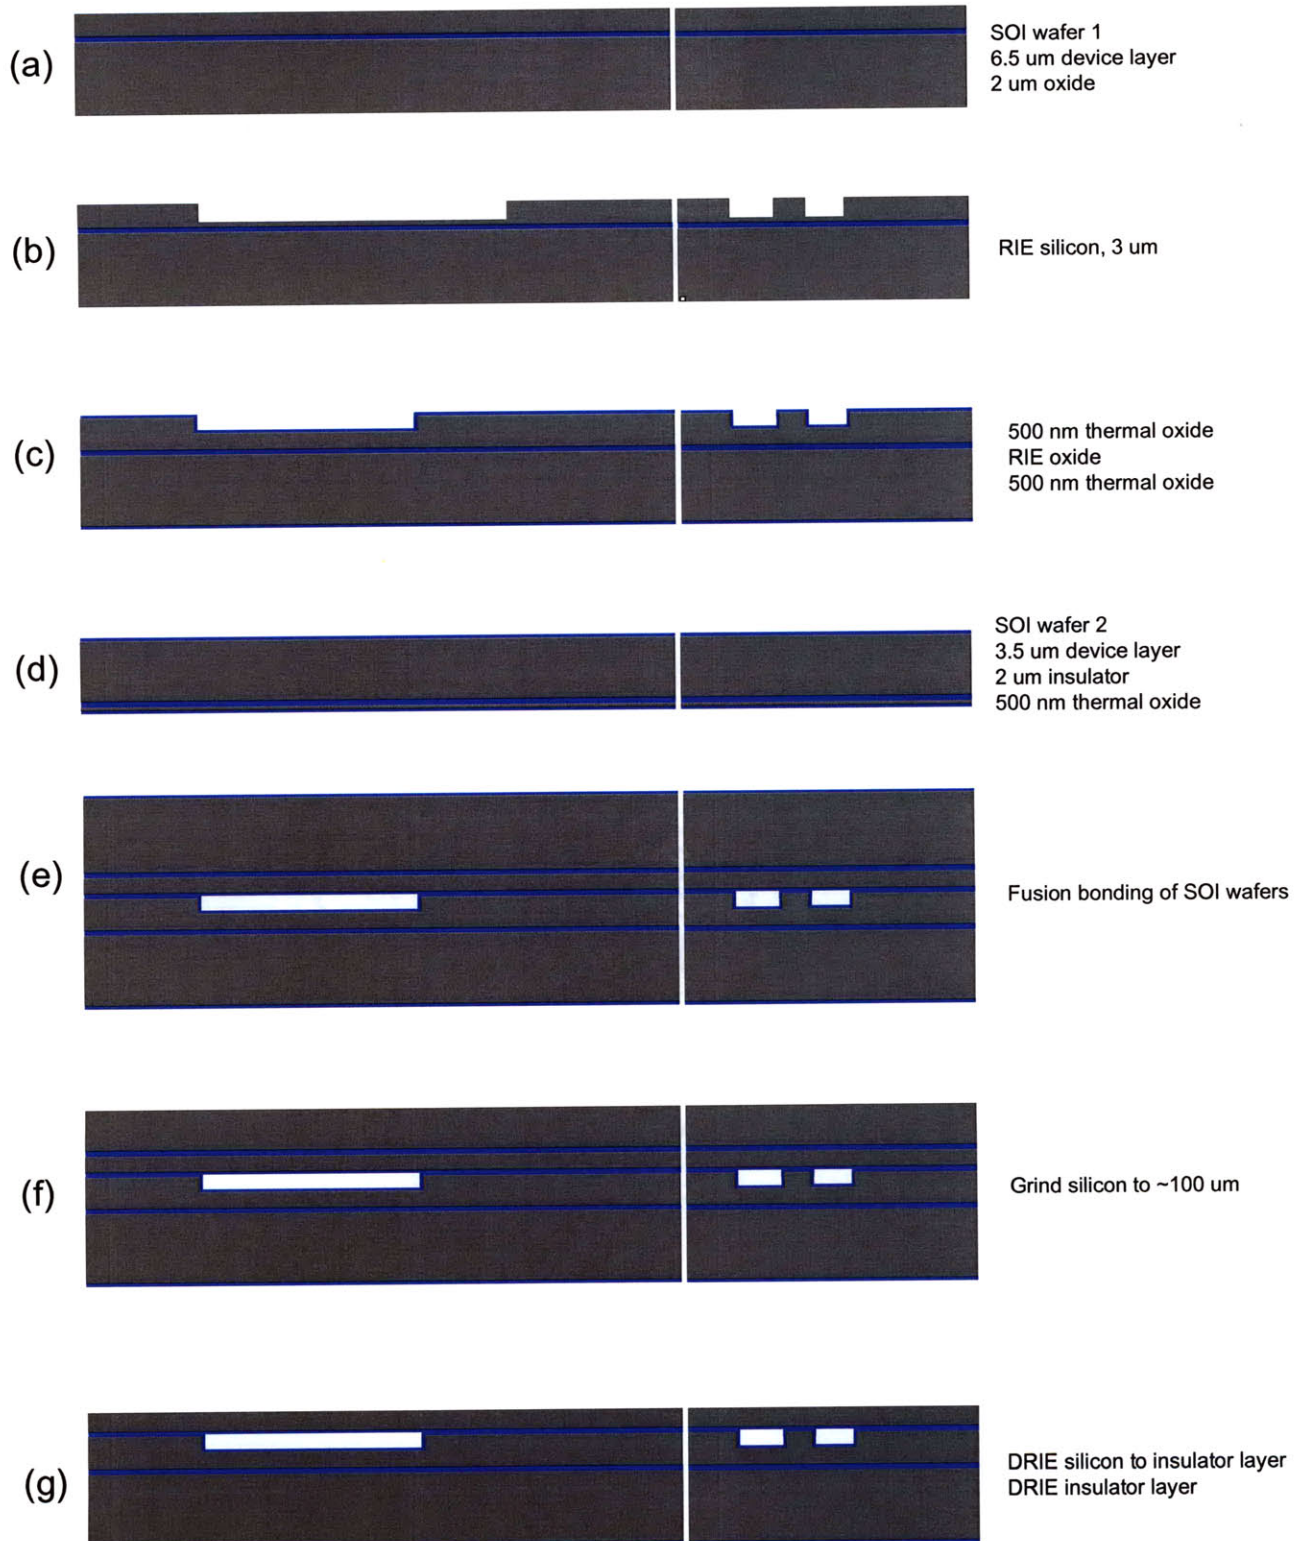 (a)
SOI wafer 1
6.5 um device layer
2 um oxide
(b)
RIE silicon, 3 um
(c)
500 nm thermal oxide
RIE oxide
500 nm thermal oxide
(d)
SOI wafer 2
3.5 um device layer
2 um insulator
500 nm thermal oxide
(e)
Fusion bonding of SOI wafers
(f)
Grind silicon to ~100 um
(g)
DRIE silicon to insulator layer
DRIE insulator layer